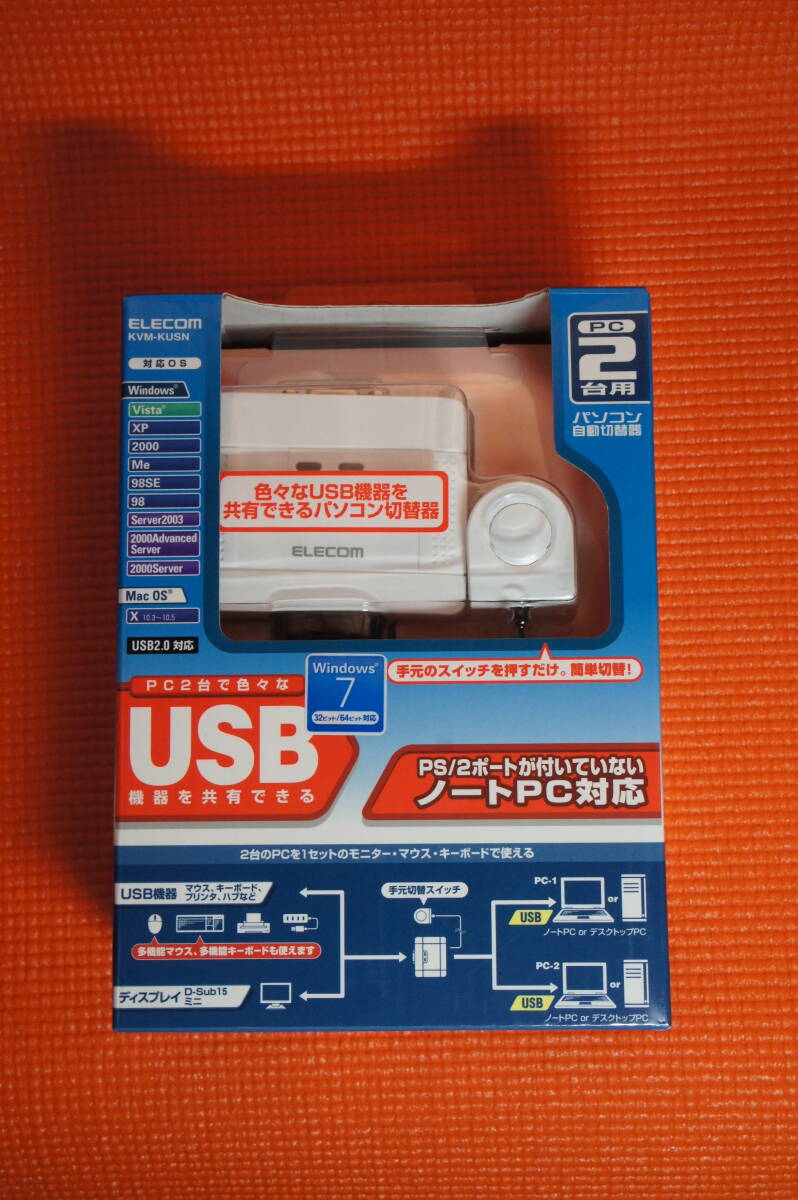 ELECOM
KVM-KUSN
対応OS
Windows®
Vista®
XP
2000
Me
98SE
98
Server2003
2000Advanced
Server
2000Server
Mac OS®
X 10.3~10.5
USB2.0 対応
PC
2
台用
パソコン
自動切替器
色々なUSB機器を
共有できるパソコン切替器
ELECOM
手元のスイッチを押すだけ。簡単切替!
PC2台で色々な
USB
機器を共有できる
Windows®
7
32ビット/64ビット対応
PS/2ポートが付いていない
ノートPC対応
2台のPCを1セットのモニター・マウス・キーボードで使える
USB機器 マウス、キーボード、
プリンタ、ハブなど
多機能マウス、多機能キーボードも使えます
ディスプレイ D-Sub15
ミニ
手元切替スイッチ
PC-1
or
USB
ノートPC or デスクトップPC
PC-2
or
USB
ノートPC or デスクトップPC